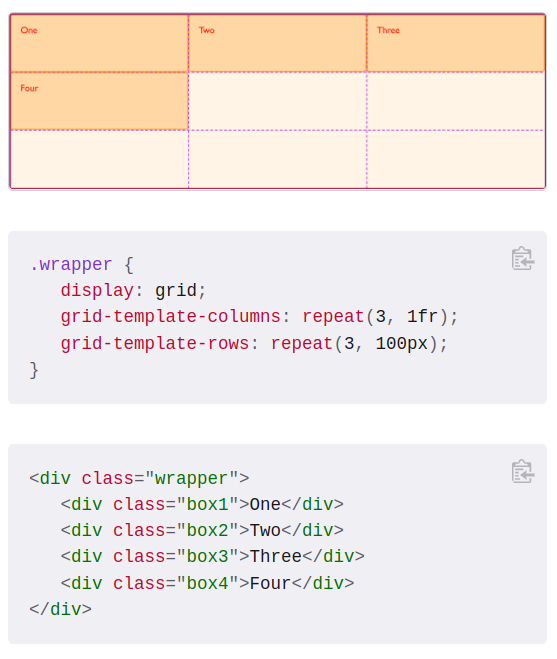 One Two Three
Four
.wrapper {
   display: grid;
   grid-template-columns: repeat(3, 1fr);
   grid-template-rows: repeat(3, 100px);
}
<div class="wrapper">
   <div class="box1">One</div>
   <div class="box2">Two</div>
   <div class="box3">Three</div>
   <div class="box4">Four</div>
</div>